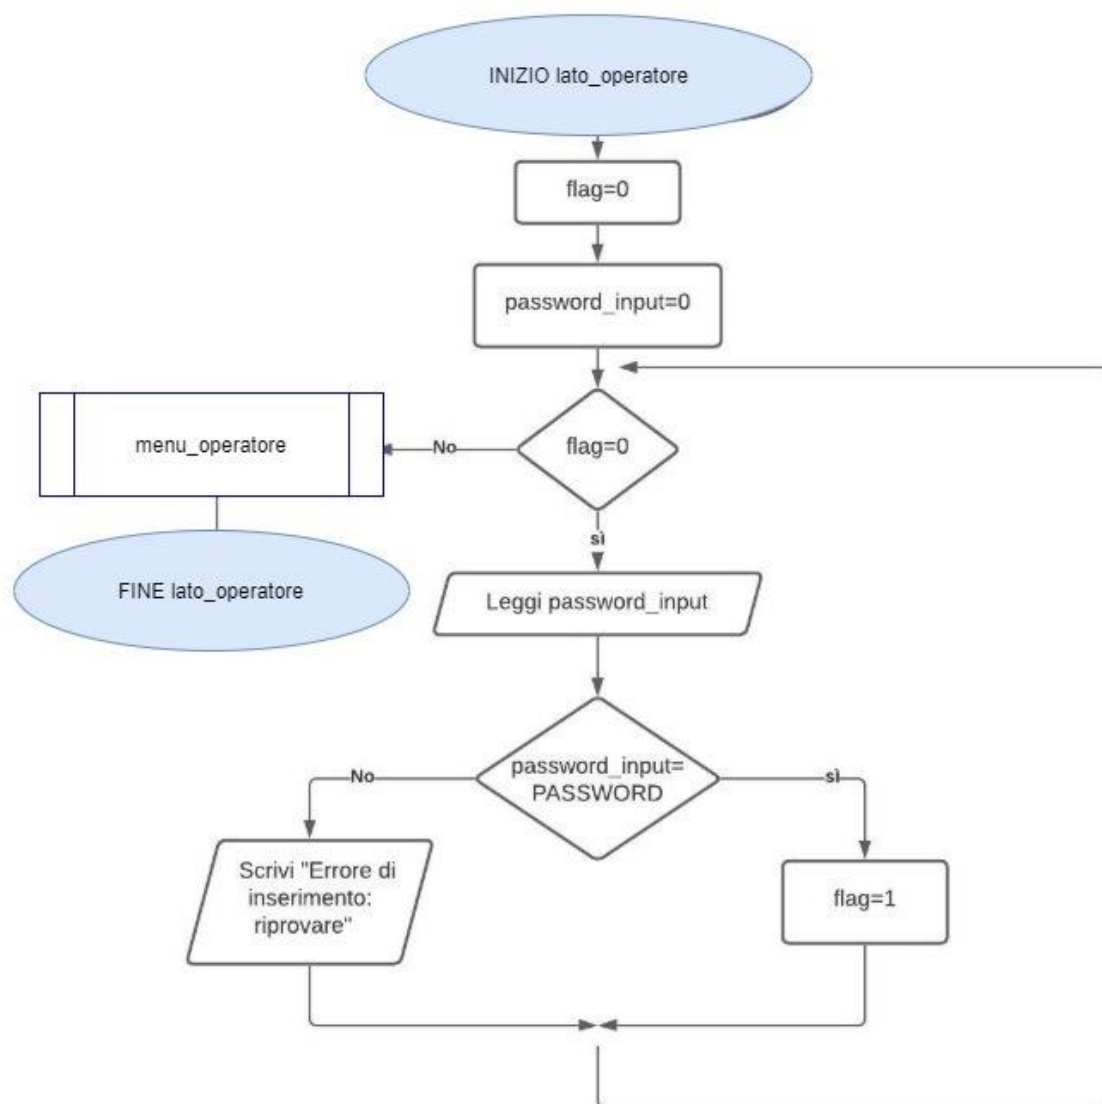 INIZIO lato_operatore
flag=0
password_input=0
flag=0
No
menu_operatore
sì
FINE lato_operatore
Leggi password_input
password_input=
PASSWORD
No
sì
Scrivi "Errore di
inserimento:
riprovare"
flag=1